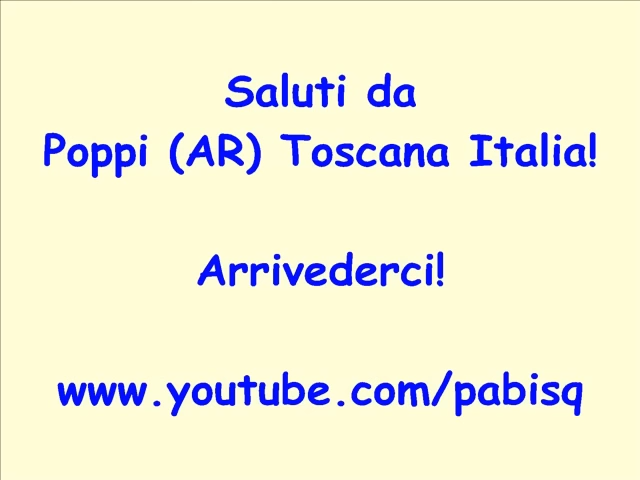 Saluti da
Poppi (AR) Toscana Italia!
Arrivederci!
www.youtube.com/pabisq